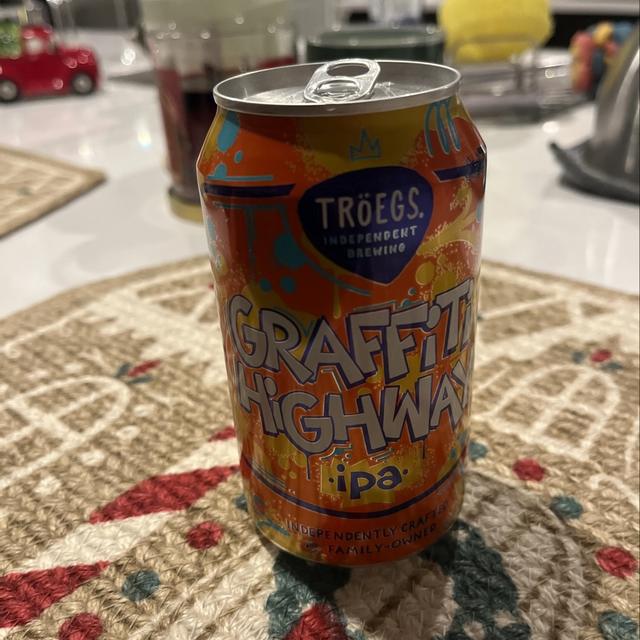 TRÖEGS.
INDEPENDENT
BREWING
GRAFFiTi
HiGHWAY
·ipa·
INDEPENDENTLY CRAFTED
FAMILY-OWNED